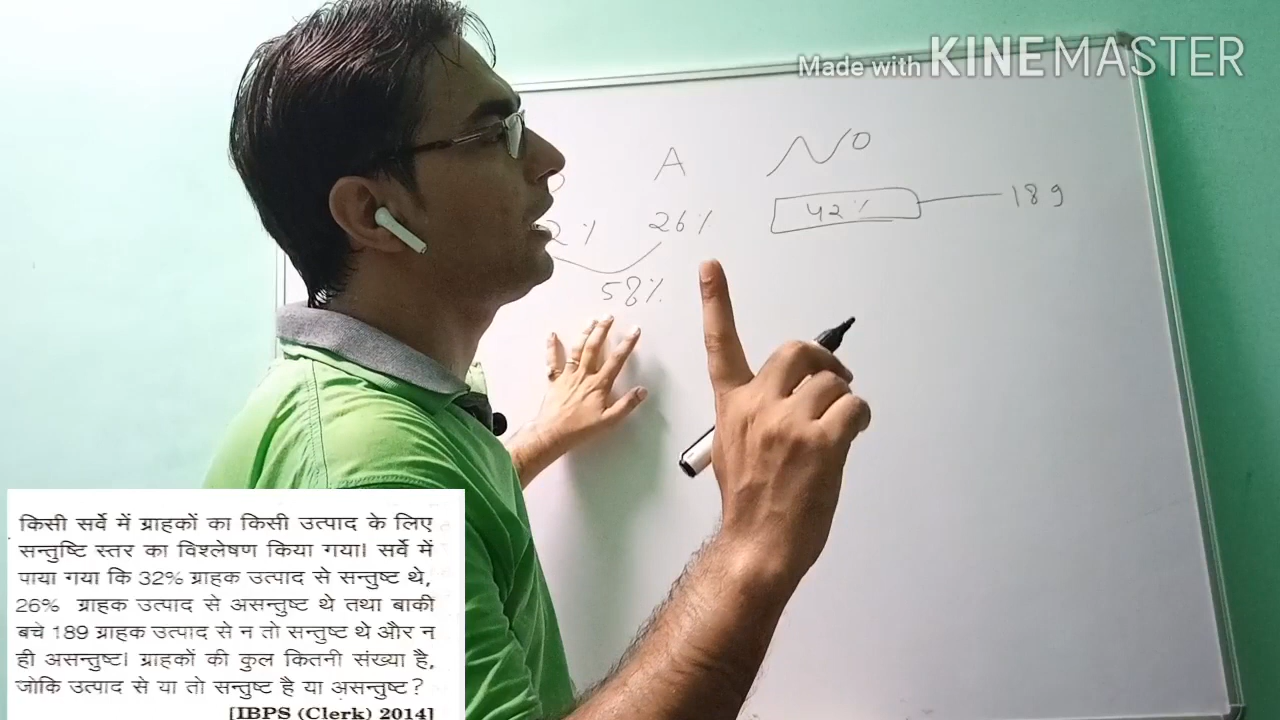 Made with KINEMASTER
A No
2% 26% 42% 189
58%
किसी सर्वे में ग्राहकों का किसी उत्पाद के लिए
सन्तुष्टि स्तर का विश्लेषण किया गया। सर्वे में
पाया गया कि 32% ग्राहक उत्पाद से सन्तुष्ट थे,
26% ग्राहक उत्पाद से असन्तुष्ट थे तथा बाकी
बचे 189 ग्राहक उत्पाद से न तो सन्तुष्ट थे और न
ही असन्तुष्ट। ग्राहकों की कुल कितनी संख्या है,
जोकि उत्पाद से या तो सन्तुष्ट है या असन्तुष्ट?
[IBPS (Clerk) 2014]